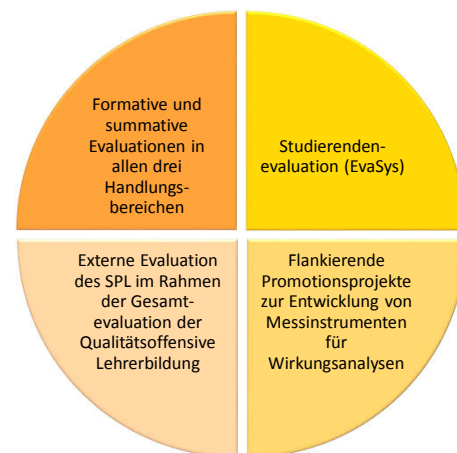 Formative und
summative
Evaluationen in
allen drei
Handlungs-
bereichen
Studierenden-
evaluation (EvaSys)
Externe Evaluation
des SPL im Rahmen
der Gesamt-
evaluation der
Qualitätsoffensive
Lehrerbildung
Flankierende
Promotionsprojekte
zur Entwicklung von
Messinstrumenten
für
Wirkungsanalysen